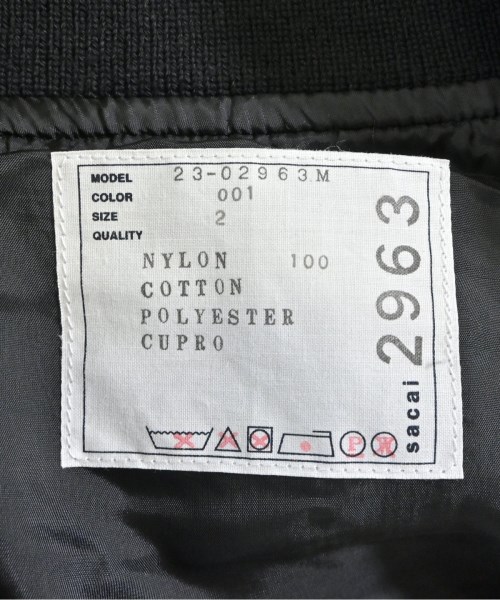 MODEL 23-02963M
COLOR 001
SIZE 2
QUALITY
NYLON 100
COTTON
POLYESTER
CUPRO
P
W
sacai 2963